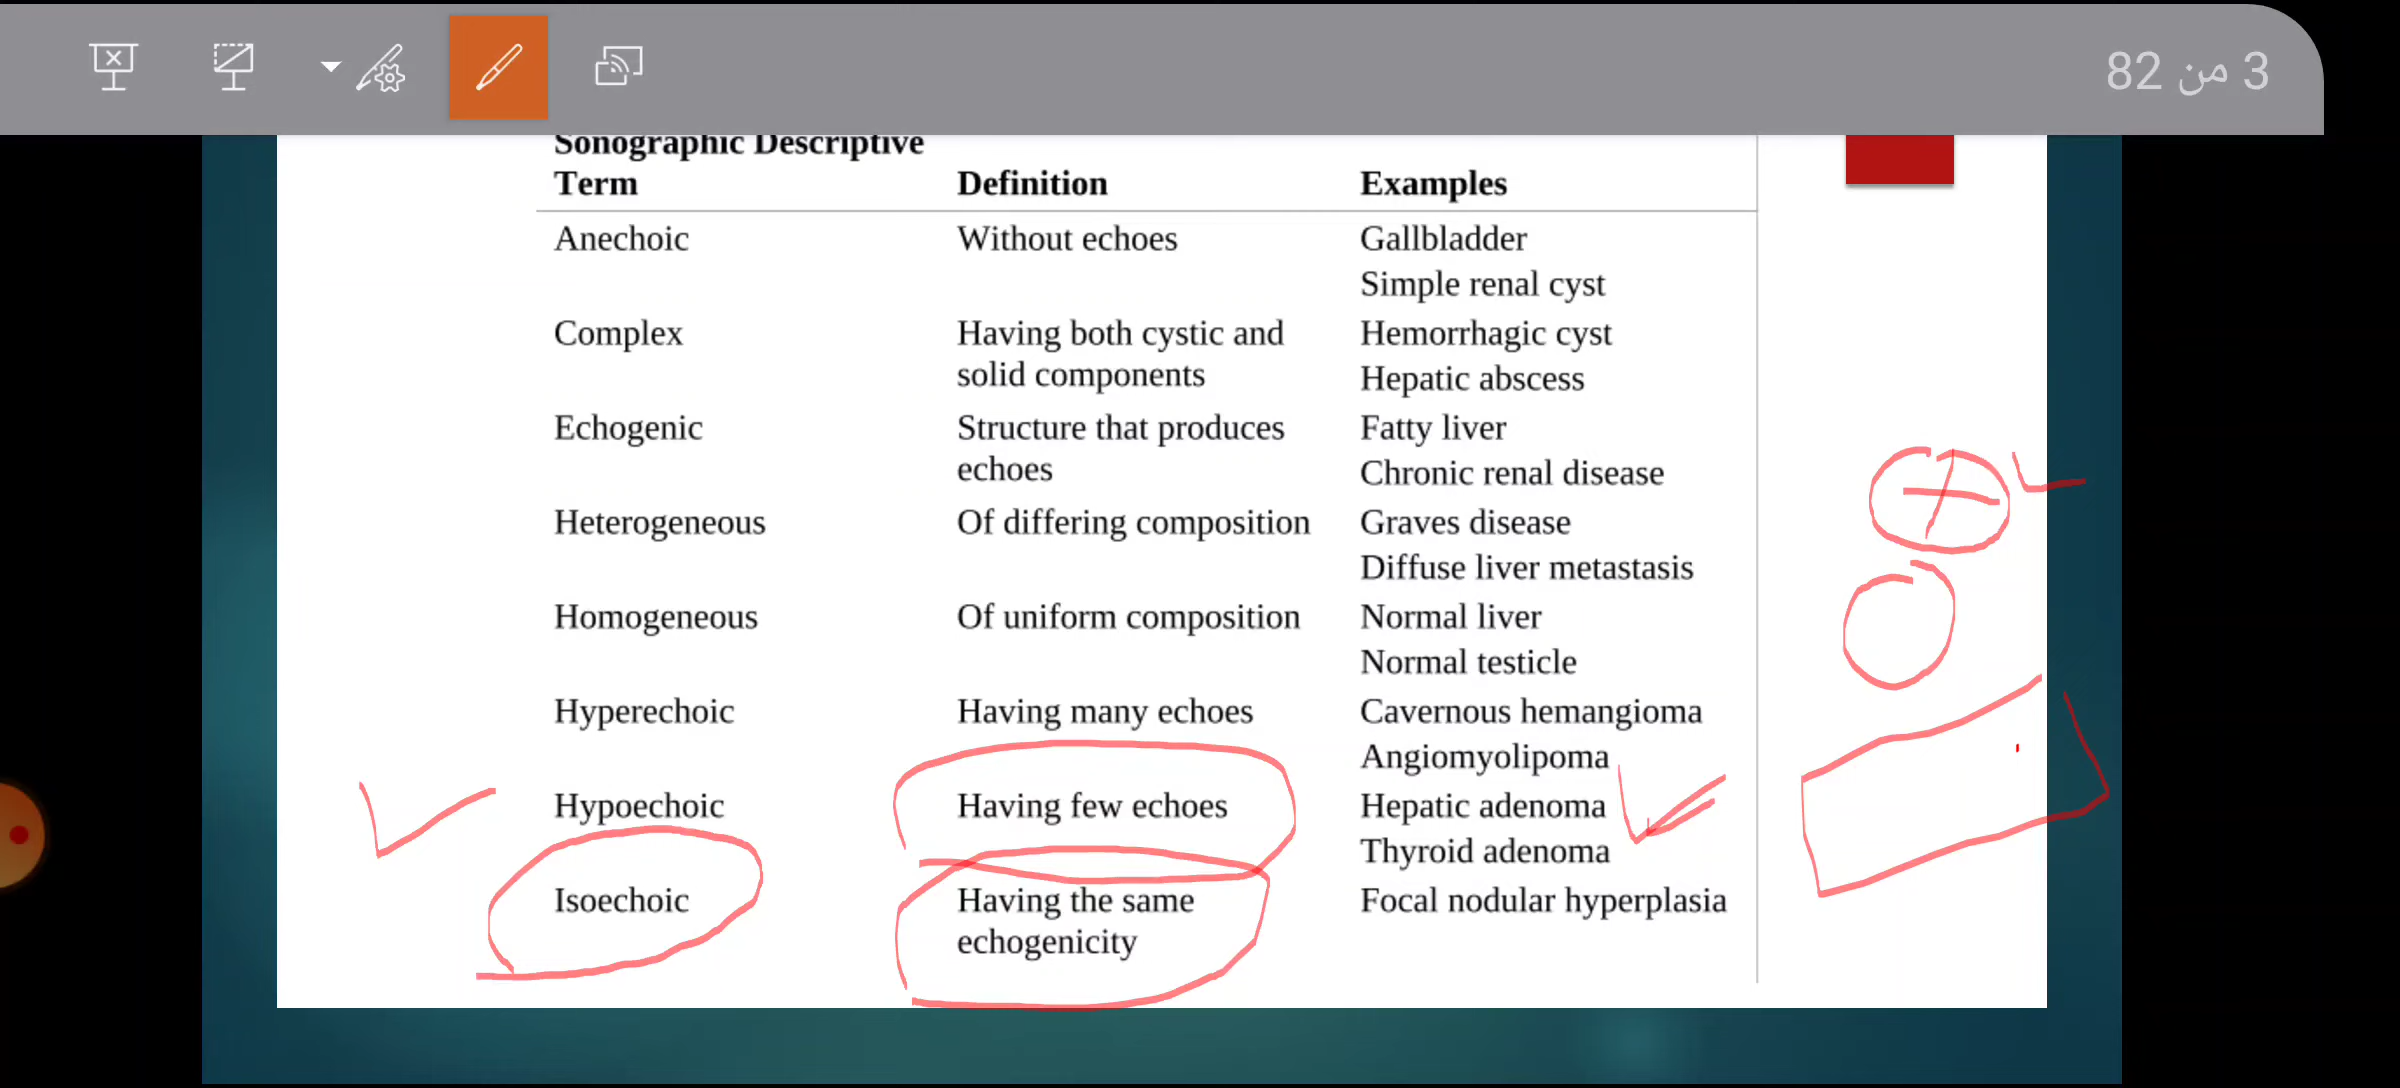 3 من 82
Sonographic Descriptive
Term Definition Examples
Anechoic Without echoes Gallbladder
Simple renal cyst
Complex Having both cystic and Hemorrhagic cyst
solid components Hepatic abscess
Echogenic Structure that produces Fatty liver
echoes Chronic renal disease
Heterogeneous Of differing composition Graves disease
Diffuse liver metastasis
Homogeneous Of uniform composition Normal liver
Normal testicle
Hyperechoic Having many echoes Cavernous hemangioma
Angiomyolipoma
Hypoechoic Having few echoes Hepatic adenoma
Thyroid adenoma
Isoechoic Having the same Focal nodular hyperplasia
echogenicity